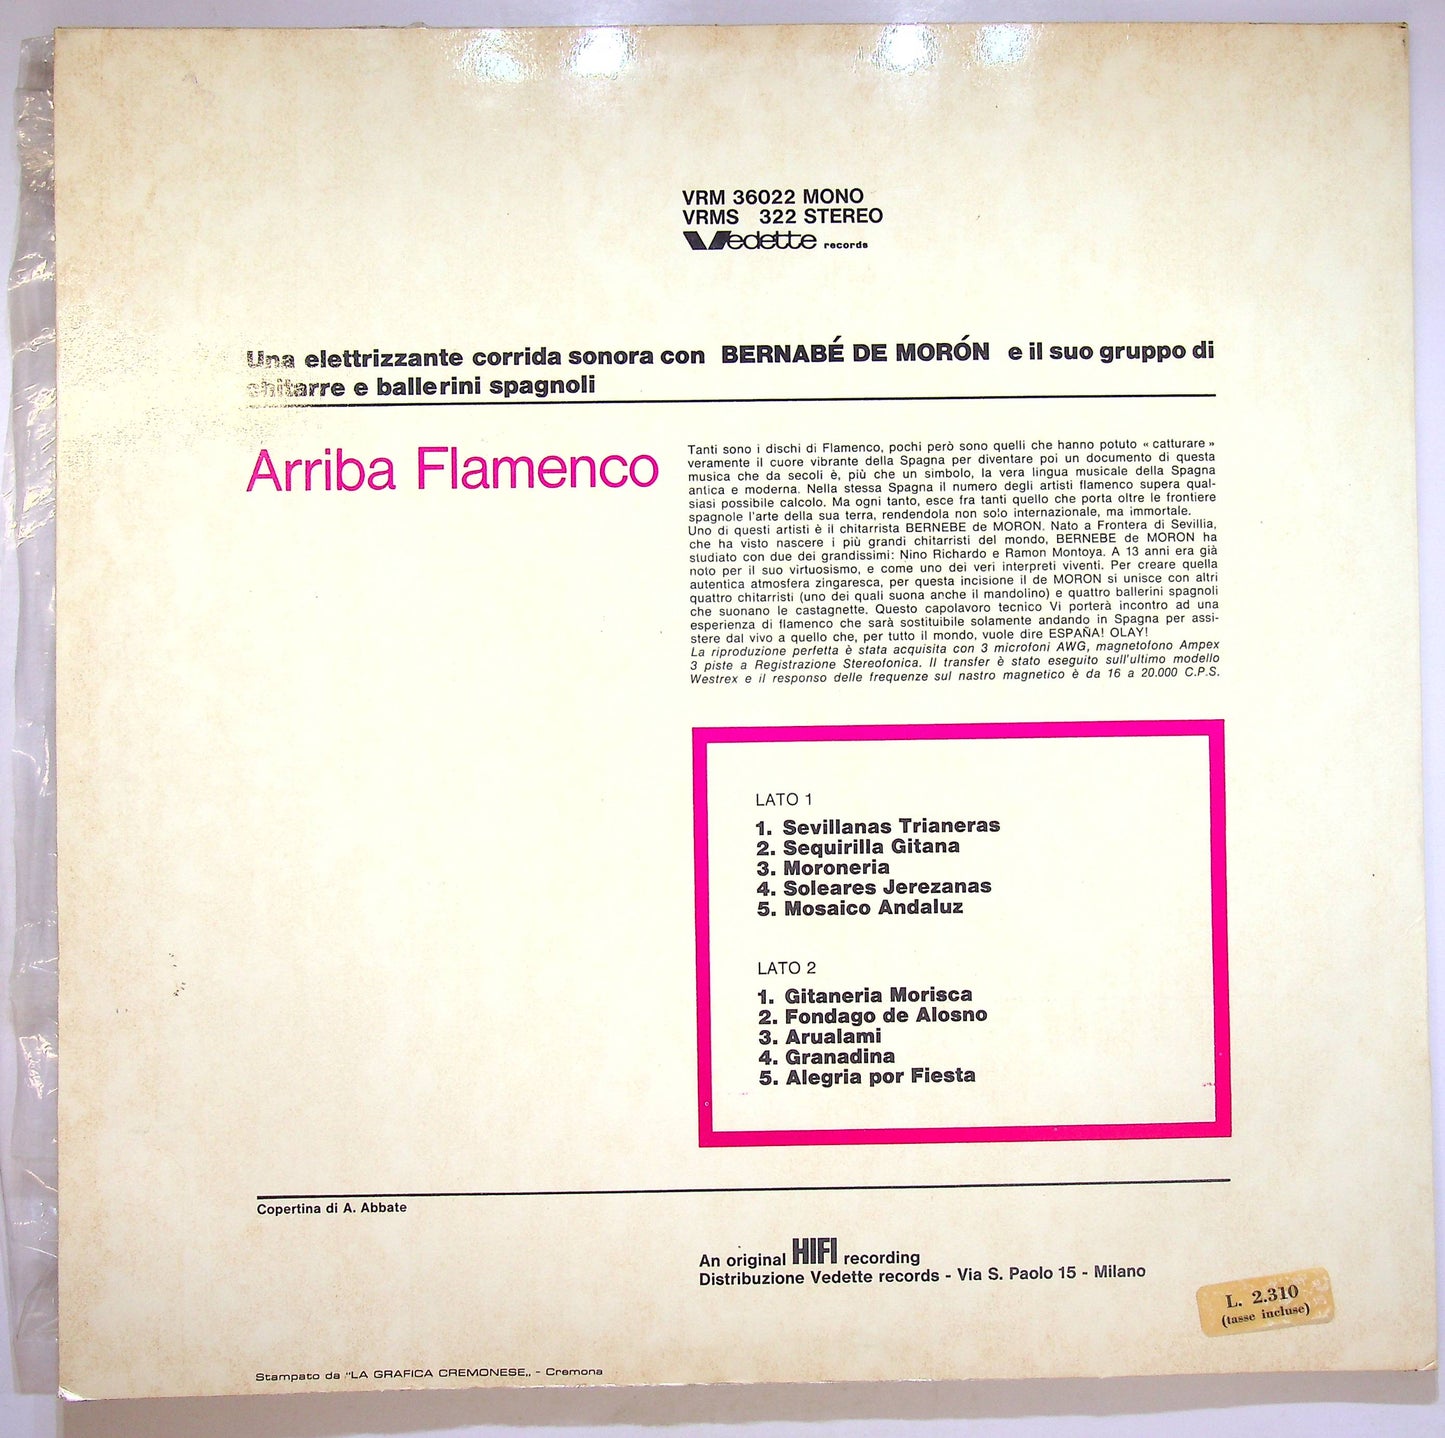 VRM 36022 MONO
VRMS 322 STEREO
Vedette records
Una elettrizzante corrida sonora con BERNABÉ DE MORÓN e il suo gruppo di
chitarre e ballerini spagnoli
Arriba Flamenco
Tanti sono i dischi di Flamenco, pochi però sono quelli che hanno potuto « catturare »
veramente il cuore vibrante della Spagna per diventare poi un documento di questa
musica che da secoli è, più che un simbolo, la vera lingua musicale della Spagna
antica e moderna. Nella stessa Spagna il numero degli artisti flamenco supera qual-
siasi possibile calcolo. Ma ogni tanto, esce fra tanti quello che porta oltre le frontiere
spagnole l'arte della sua terra, rendendola non solo internazionale, ma immortale.
Uno di questi artisti è il chitarrista BERNEBE de MORON. Nato a Frontera di Sevillia,
che ha visto nascere i più grandi chitarristi del mondo, BERNEBE de MORON ha
studiato con due dei grandissimi: Nino Richardo e Ramon Montoya. A 13 anni era già
noto per il suo virtuosismo, e come uno dei veri interpreti viventi. Per creare quella
autentica atmosfera zingaresca, per questa incisione il de MORON si unisce con altri
quattro chitarristi (uno dei quali suona anche il mandolino) e quattro ballerini spagnoli
che suonano le castagnette. Questo capolavoro tecnico Vi porterà incontro ad una
esperienza di flamenco che sarà sostituibile solamente andando in Spagna per assi-
stere dal vivo a quello che, per tutto il mondo, vuole dire ESPAÑA! OLAY!
La riproduzione perfetta è stata acquisita con 3 microfoni AWG, magnetofono Ampex
3 piste a Registrazione Stereofonica. Il transfer è stato eseguito sull'ultimo modello
Westrex e il responso delle frequenze sul nastro magnetico è da 16 a 20.000 C.P.S.
LATO 1
1. Sevillanas Trianeras
2. Sequirilla Gitana
3. Moroneria
4. Soleares Jerezanas
5. Mosaico Andaluz
LATO 2
1. Gitaneria Morisca
2. Fondago de Alosno
3. Arualami
4. Granadina
5. Alegria por Fiesta
Copertina di A. Abbate
An original HIFI recording
Distribuzione Vedette records - Via S. Paolo 15 - Milano
L. 2.310
(tasse incluse)
Stampato da "LA GRAFICA CREMONESE„ - Cremona